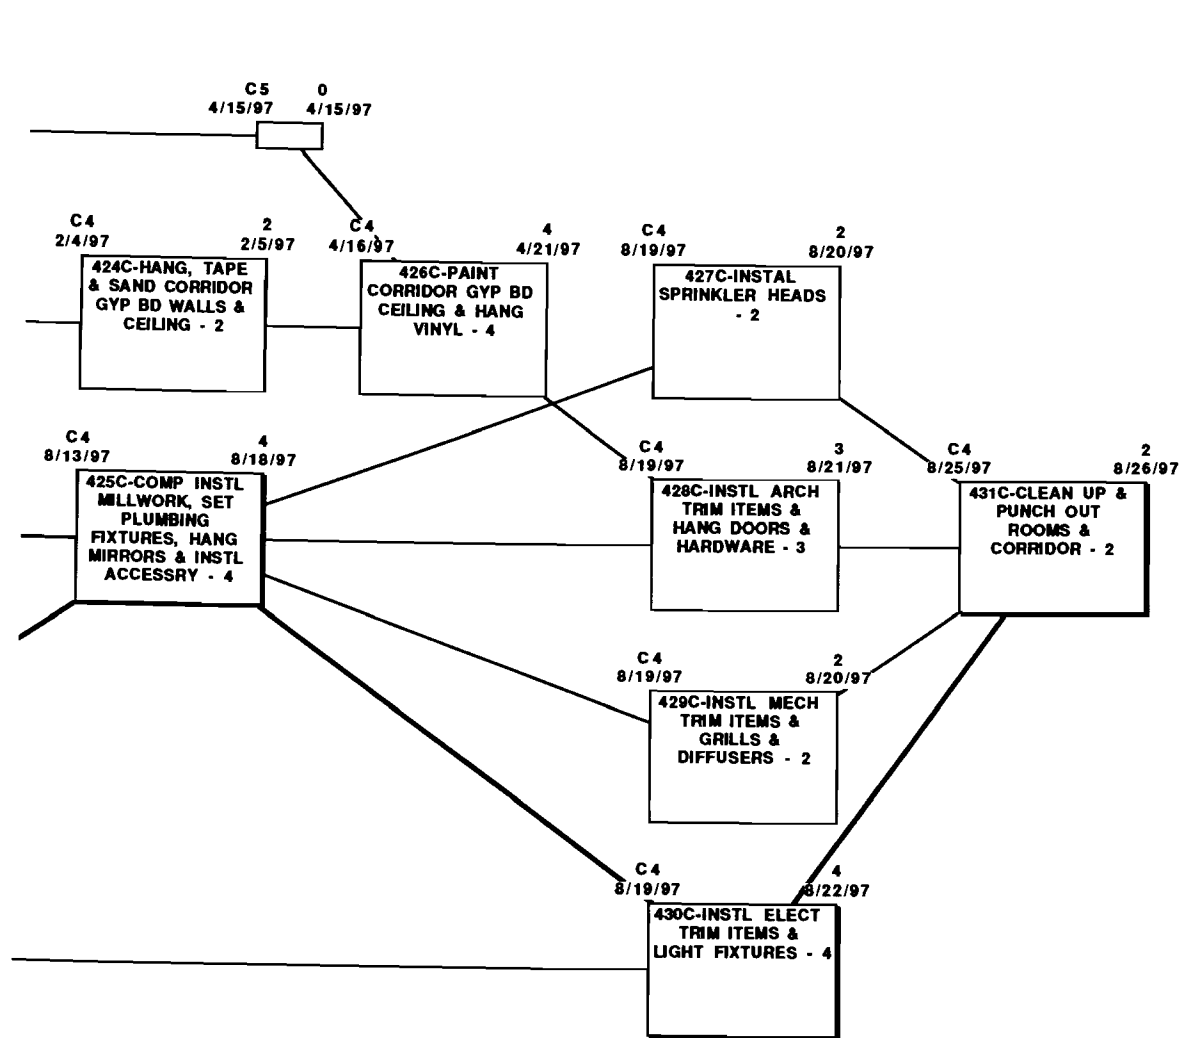 C5 0
4/15/97 4/15/97
C4 2
2/4/97 2/5/97
424C-HANG, TAPE
& SAND CORRIDOR
GYP BD WALLS &
CEILING - 2
C4 4
4/16/97 4/21/97
426C-PAINT
CORRIDOR GYP BD
CEILING & HANG
VINYL - 4
C4 2
8/19/97 8/20/97
427C-INSTAL
SPRINKLER HEADS
- 2
C4 4
8/13/97 8/18/97
425C-COMP INSTL
MILLWORK, SET
PLUMBING
FIXTURES, HANG
MIRRORS & INSTL
ACCESSRY - 4
C4 3
8/19/97 8/21/97
428C-INSTL ARCH
TRIM ITEMS &
HANG DOORS &
HARDWARE - 3
C4 2
8/25/97 8/26/97
431C-CLEAN UP &
PUNCH OUT
ROOMS &
CORRIDOR - 2
C4 2
8/19/97 8/20/97
429C-INSTL MECH
TRIM ITEMS &
GRILLS &
DIFFUSERS - 2
C4 4
8/19/97 8/22/97
430C-INSTL ELECT
TRIM ITEMS &
LIGHT FIXTURES - 4